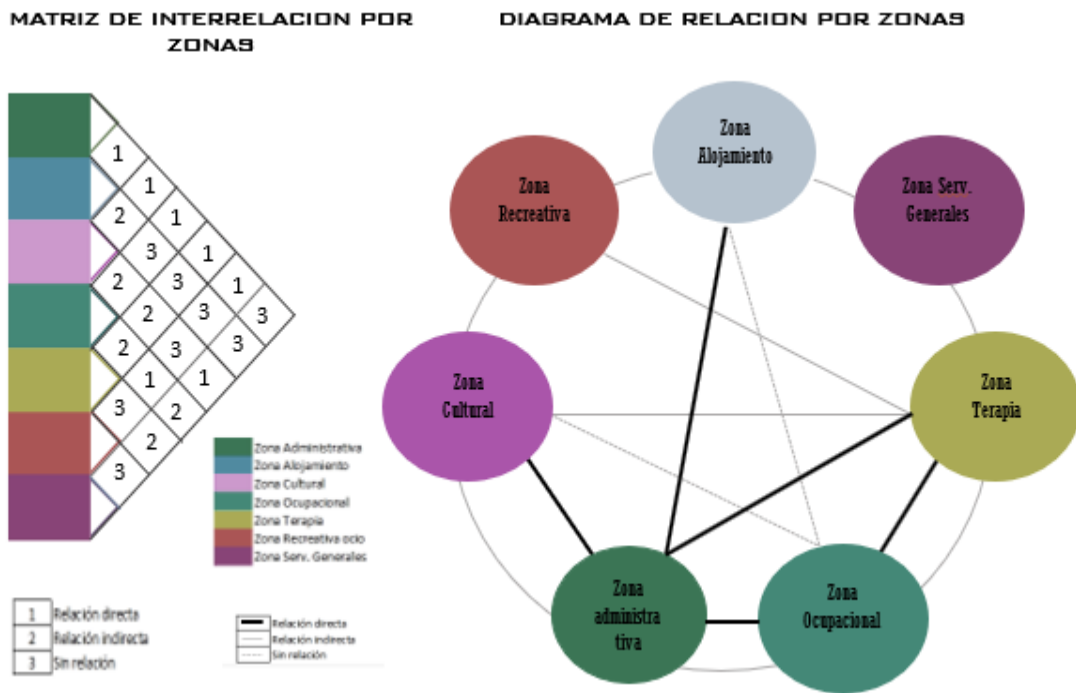 MATRIZ DE INTERRELACION POR
ZONAS
1
1
2 1
3 1
2 3 1
2 3 3
2 3 3
1 1
3 2
2
3
Zona Administrativa
Zona Alojamiento
Zona Cultural
Zona Ocupacional
Zona Terapia
Zona Recreativa ocio
Zona Serv. Generales
1 Relación directa
2 Relación indirecta
3 Sin relación
Relación directa
Relación indirecta
Sin relación
DIAGRAMA DE RELACION POR ZONAS
Zona
Alojamiento
Zona
Recreativa
Zona Serv.
Generales
Zona
Cultural
Zona
Terapia
Zona
administra
tiva
Zona
Ocupacional